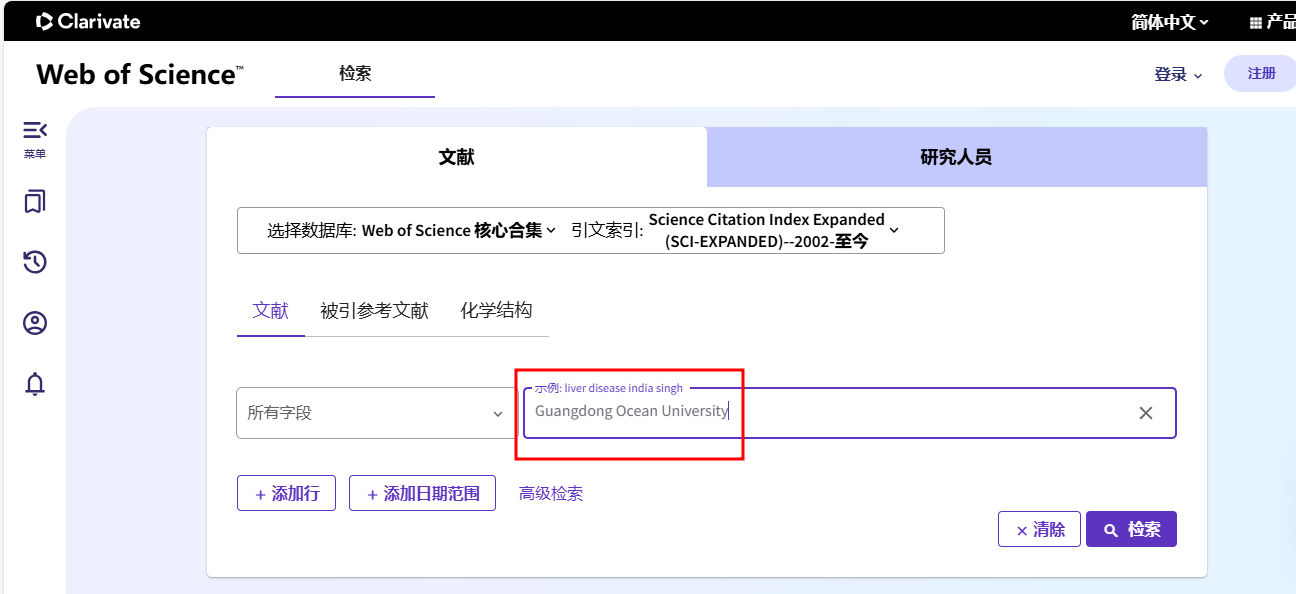 Clarivate
简体中文
产品
Web of Science™
检索
登录
注册
菜单
文献
研究人员
选择数据库: Web of Science 核心合集
引文索引:
Science Citation Index Expanded
(SCI-EXPANDED)--2002-至今
文献
被引参考文献
化学结构
所有字段
示例: liver disease india singh
Guangdong Ocean University
+ 添加行
+ 添加日期范围
高级检索
× 清除
检索